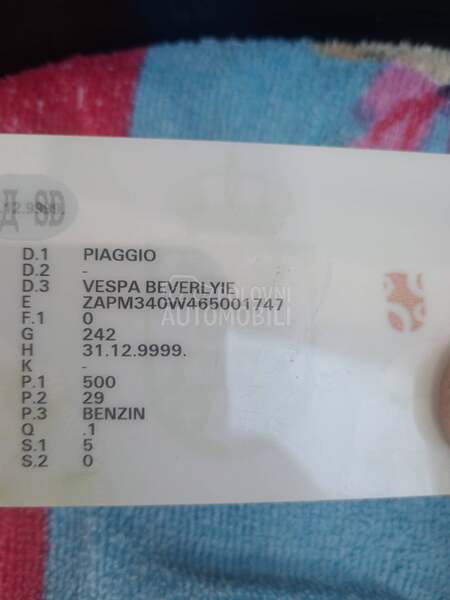 Д SD
D.1 PIAGGIO
D.2 -
D.3 VESPA BEVERLYIE
E ZAPM340W465001747
F.1 0
POLOVNI
AUTOMOBILI
G 242
H 31.12.9999.
K -
P.1 500
P.2 29
P.3 BENZIN
Q .1
S.1 5
S.2 0